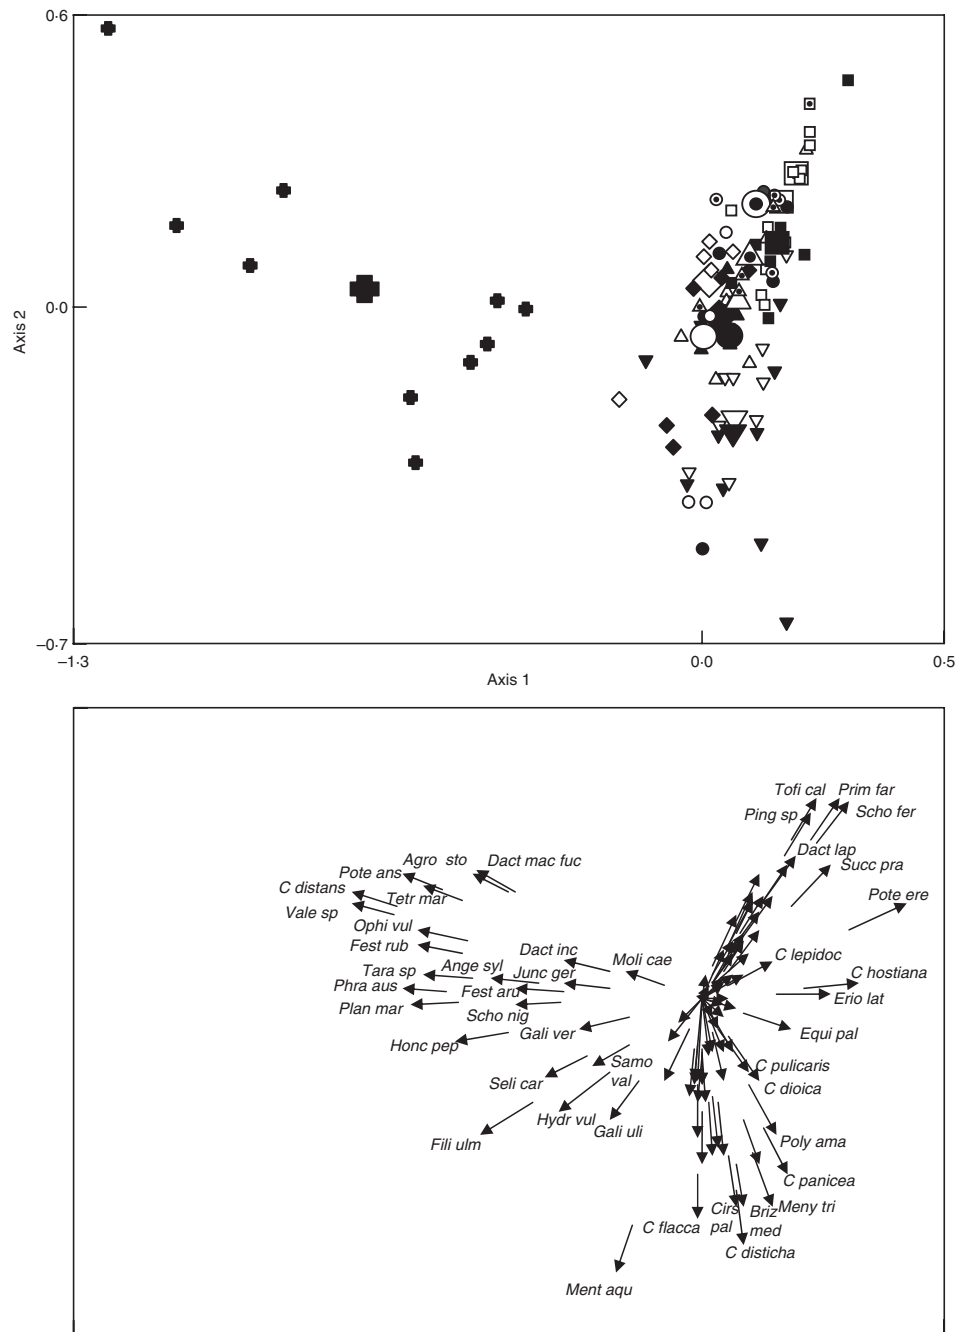 0·6
Axis 2
0·0
–0·7
–1·3
0·0
0·5
Axis 1
Tofi cal
Prim far
Ping sp
Scho fer
Dact lap
Succ pra
Pote ere
Agro sto
Dact mac fuc
Pote ans
C distans
Tetr mar
Vale sp
Ophi vul
Fest rub
Dact inc
Moli cae
C lepidoc
Tara sp
Ange syl
Junc ger
C hostiana
Phra aus
Fest aru
Erio lat
Plan mar
Scho nig
Gali ver
Equi pal
Honc pep
Samo
val
C pulicaris
Seli car
C dioica
Hydr vul
Gali uli
Fili ulm
Poly ama
C panicea
Cirs
pal
Briz
med
Meny tri
C flacca
C disticha
Ment aqu